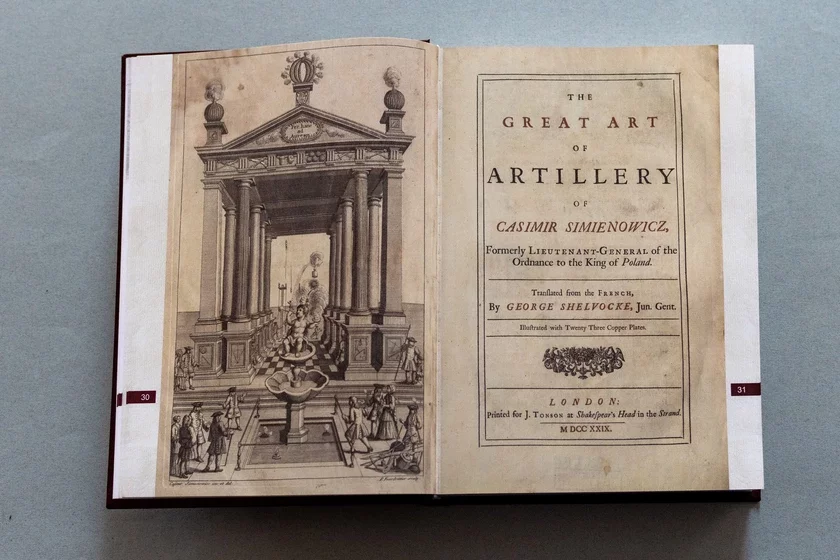 30
THE
GREAT ART
OF
ARTILLERY
OF
CASIMIR SIMIENOWICZ,
Formerly LIEUTENANT-GENERAL of the
Ordnance to the King of Poland.
Translated from the FRENCH,
By GEORGE SHELVOCKE, Jun. Gent.
Illustrated with Twenty Three Copper Plates.
LONDON:
Printed for J. TONSON at Shakespear's Head in the Strand.
M DCC XXIX.
31